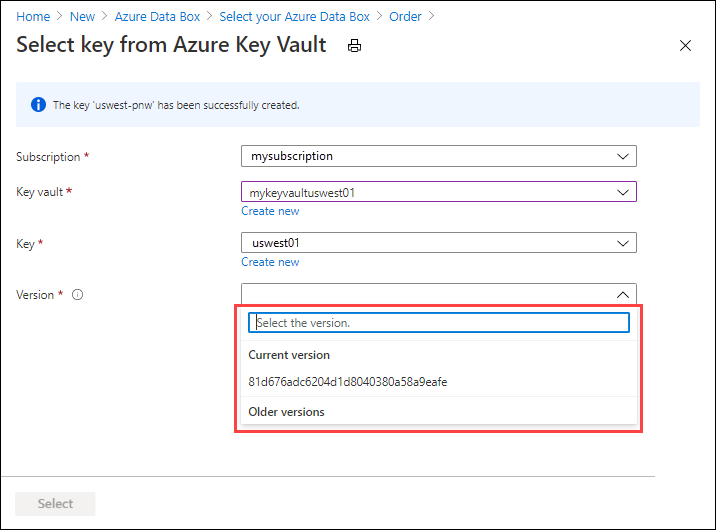 Home > New > Azure Data Box > Select your Azure Data Box > Order >
Select key from Azure Key Vault
The key 'uswest-pnw' has been successfully created.
Subscription *
mysubscription
Key vault *
mykeyvaultuswest01
Create new
Key *
uswest01
Create new
Version *
Select the version.
Current version
81d676adc6204d1d8040380a58a9eafe
Older versions
Select